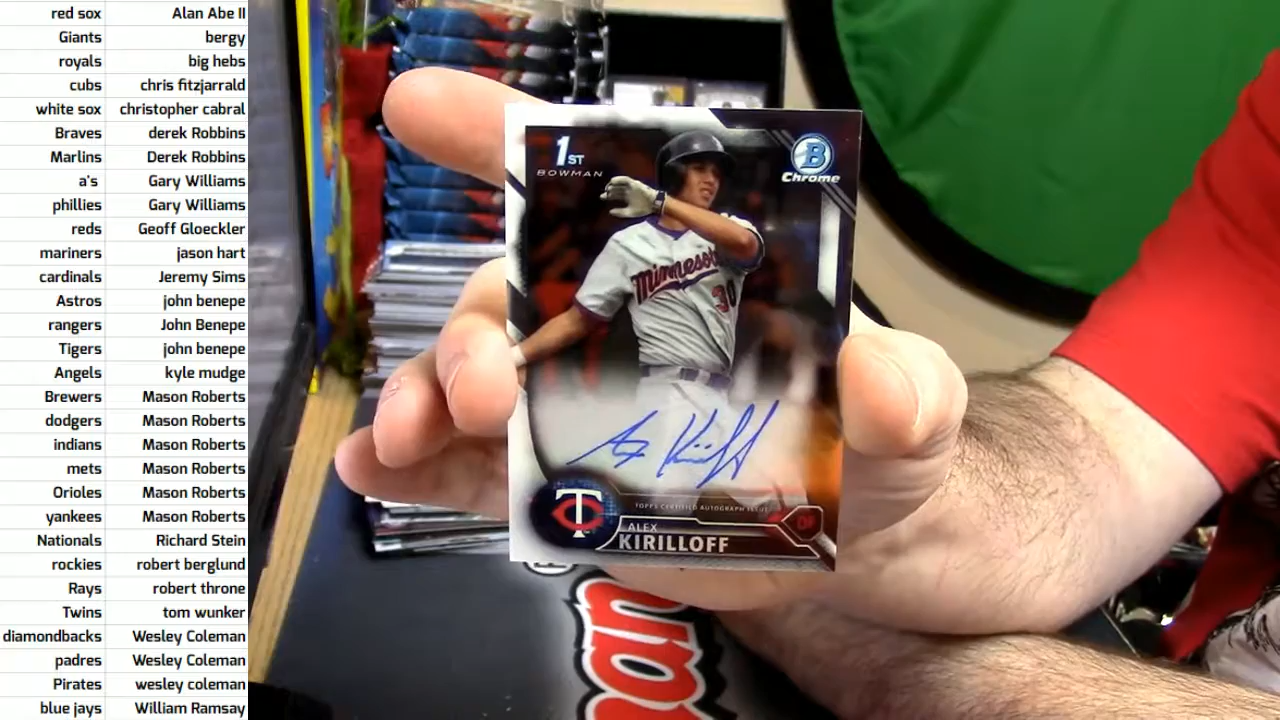 red sox Alan Abe II
Giants bergy
royals big hebs
cubs chris fitzjarrald
white sox christopher cabral
Braves derek Robbins
Marlins Derek Robbins
a's Gary Williams
phillies Gary Williams
reds Geoff Gloeckler
mariners jason hart
cardinals Jeremy Sims
Astros john benepe
rangers John Benepe
Tigers john benepe
Angels kyle mudge
Brewers Mason Roberts
dodgers Mason Roberts
indians Mason Roberts
mets Mason Roberts
Orioles Mason Roberts
yankees Mason Roberts
Nationals Richard Stein
rockies robert berglund
Rays robert throne
Twins tom wunker
diamondbacks Wesley Coleman
padres Wesley Coleman
Pirates wesley coleman
blue jays William Ramsay
1ST
BOWMAN
B
Chrome
Minnesota
30
TC
TOPPS CERTIFIED AUTOGRAPH ISSUE
OF
ALEX
KIRILLOFF